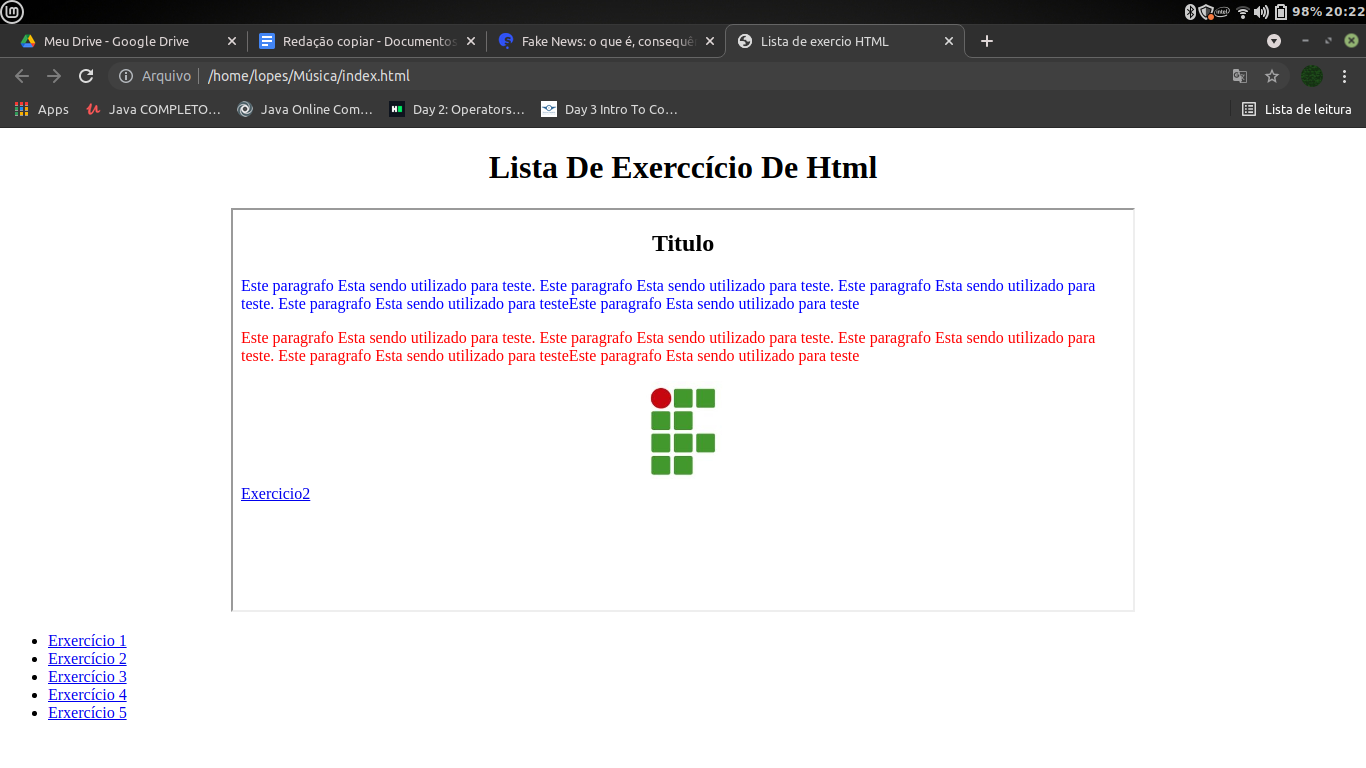 98% 20:22
Meu Drive - Google Drive
Redação copiar - Documentos
Fake News: o que é, consequê
Lista de exercio HTML
Arquivo | /home/lopes/Música/index.html
Apps
Java COMPLETO…
Java Online Com…
Day 2: Operators…
Day 3 Intro To Co…
Lista de leitura
Lista De Exerccício De Html
Titulo
Este paragrafo Esta sendo utilizado para teste. Este paragrafo Esta sendo utilizado para teste. Este paragrafo Esta sendo utilizado para
teste. Este paragrafo Esta sendo utilizado para testeEste paragrafo Esta sendo utilizado para teste
Este paragrafo Esta sendo utilizado para teste. Este paragrafo Esta sendo utilizado para teste. Este paragrafo Esta sendo utilizado para
teste. Este paragrafo Esta sendo utilizado para testeEste paragrafo Esta sendo utilizado para teste
Exercicio2
Erxercício 1
Erxercício 2
Erxercício 3
Erxercício 4
Erxercício 5